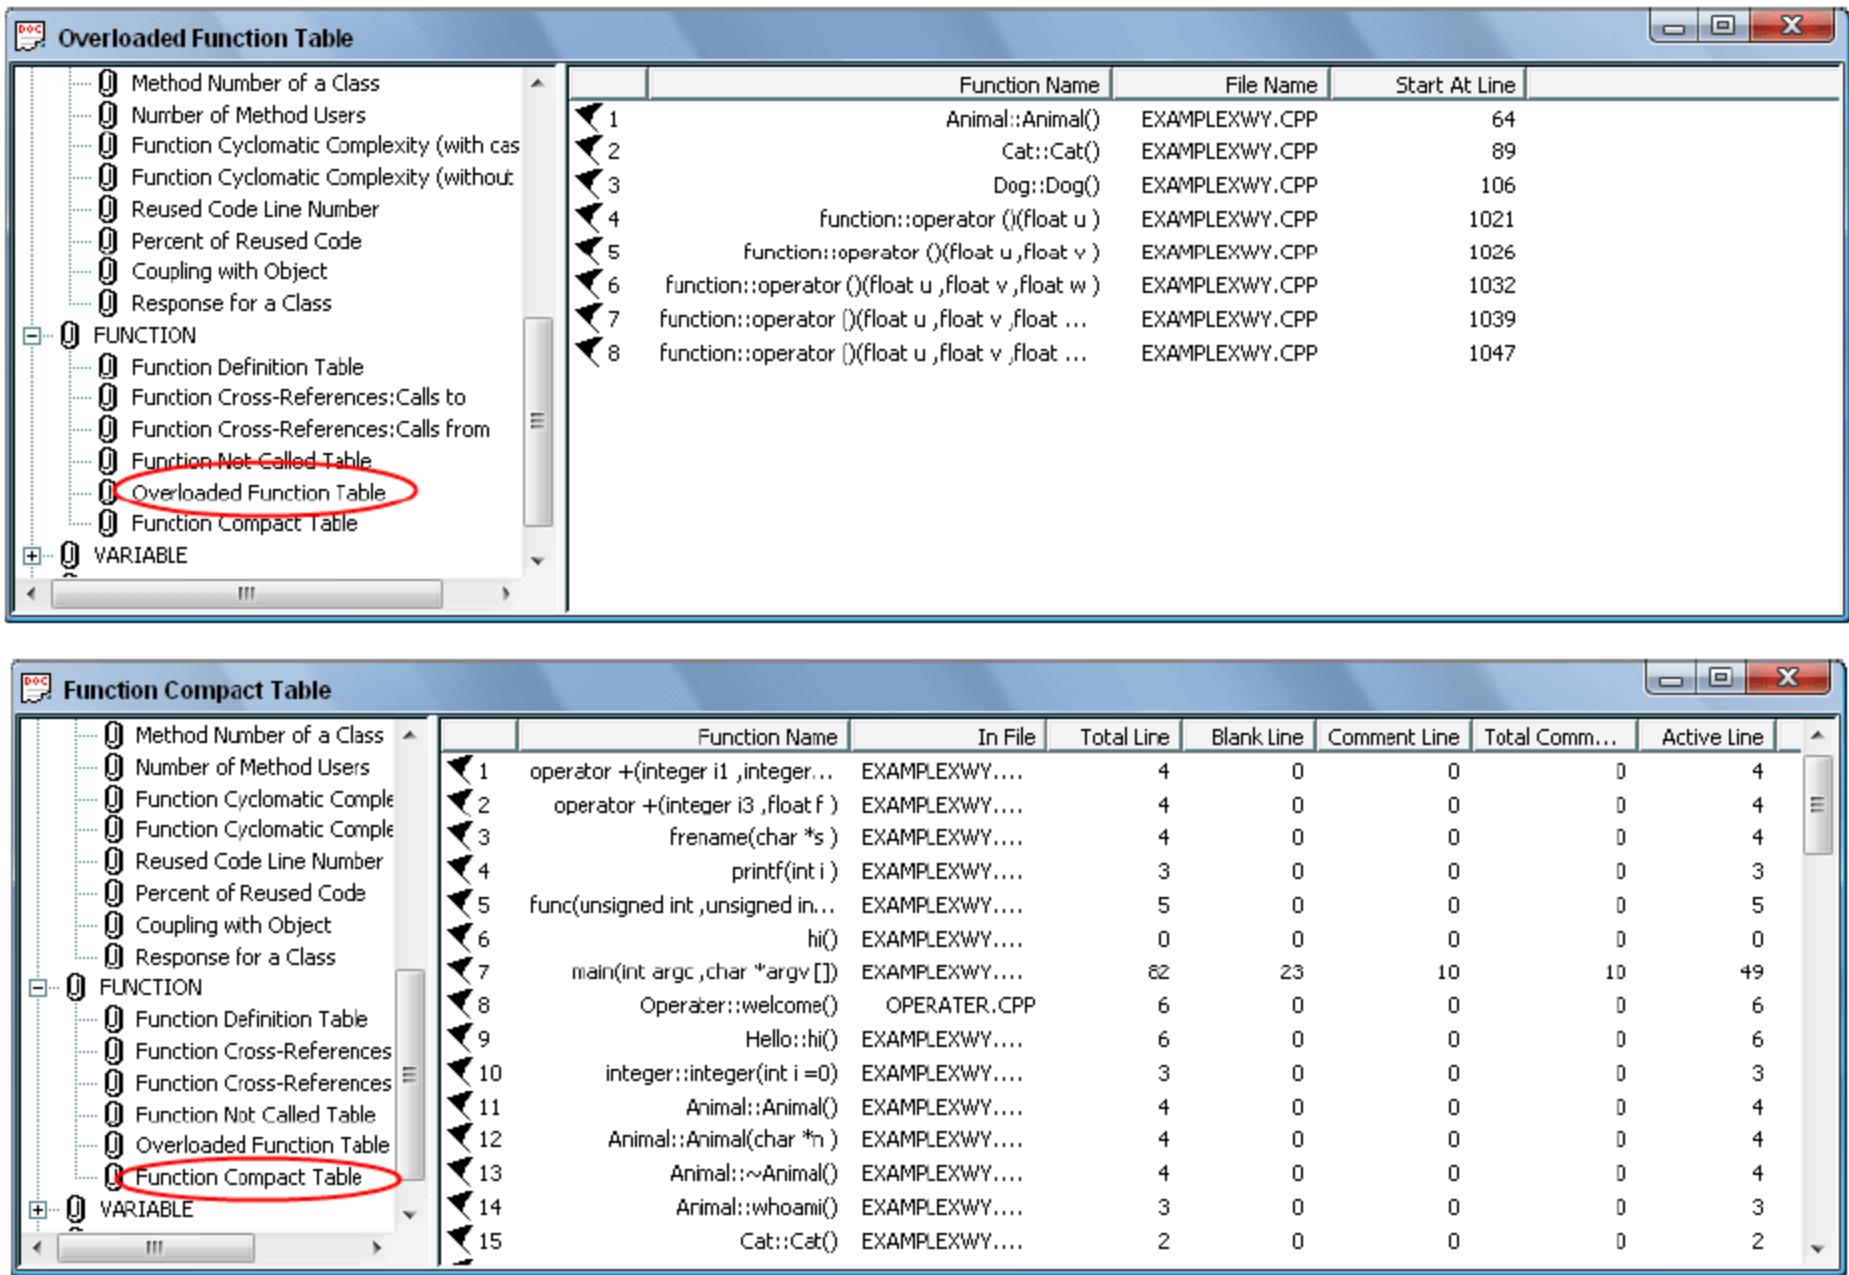 Overloaded Function Table
Method Number of a Class
Number of Method Users
Function Cyclomatic Complexity (with cas
Function Cyclomatic Complexity (without
Reused Code Line Number
Percent of Reused Code
Coupling with Object
Response for a Class
FUNCTION
Function Definition Table
Function Cross-References:Calls to
Function Cross-References:Calls from
Function Not Called Table
Overloaded Function Table
Function Compact Table
VARIABLE
Function Name File Name Start At Line
1 Animal::Animal() EXAMPLEXWY.CPP 64
2 Cat::Cat() EXAMPLEXWY.CPP 89
3 Dog::Dog() EXAMPLEXWY.CPP 106
4 function::operator ()(float u ) EXAMPLEXWY.CPP 1021
5 function::operator ()(float u ,float v ) EXAMPLEXWY.CPP 1026
6 function::operator ()(float u ,float v ,float w ) EXAMPLEXWY.CPP 1032
7 function::operator ()(float u ,float v ,float ... EXAMPLEXWY.CPP 1039
8 function::operator ()(float u ,float v ,float ... EXAMPLEXWY.CPP 1047
Function Compact Table
Method Number of a Class
Number of Method Users
Function Cyclomatic Comple
Function Cyclomatic Comple
Reused Code Line Number
Percent of Reused Code
Coupling with Object
Response for a Class
FUNCTION
Function Definition Table
Function Cross-References
Function Cross-References
Function Not Called Table
Overloaded Function Table
Function Compact Table
VARIABLE
Function Name In File Total Line Blank Line Comment Line Total Comm... Active Line
1 operator +(integer i1 ,integer... EXAMPLEXWY.... 4 0 0 0 4
2 operator +(integer i3 ,float f ) EXAMPLEXWY.... 4 0 0 0 4
3 frename(char *s ) EXAMPLEXWY.... 4 0 0 0 4
4 printf(int i ) EXAMPLEXWY.... 3 0 0 0 3
5 func(unsigned int ,unsigned in... EXAMPLEXWY.... 5 0 0 0 5
6 hi() EXAMPLEXWY.... 0 0 0 0 0
7 main(int argc ,char *argv []) EXAMPLEXWY.... 82 23 10 10 49
8 Operater::welcome() OPERATER.CPP 6 0 0 0 6
9 Hello::hi() EXAMPLEXWY.... 6 0 0 0 6
10 integer::integer(int i =0) EXAMPLEXWY.... 3 0 0 0 3
11 Animal::Animal() EXAMPLEXWY.... 4 0 0 0 4
12 Animal::Animal(char *n ) EXAMPLEXWY.... 4 0 0 0 4
13 Animal::~Animal() EXAMPLEXWY.... 4 0 0 0 4
14 Animal::whoami() EXAMPLEXWY.... 3 0 0 0 3
15 Cat::Cat() EXAMPLEXWY.... 2 0 0 0 2